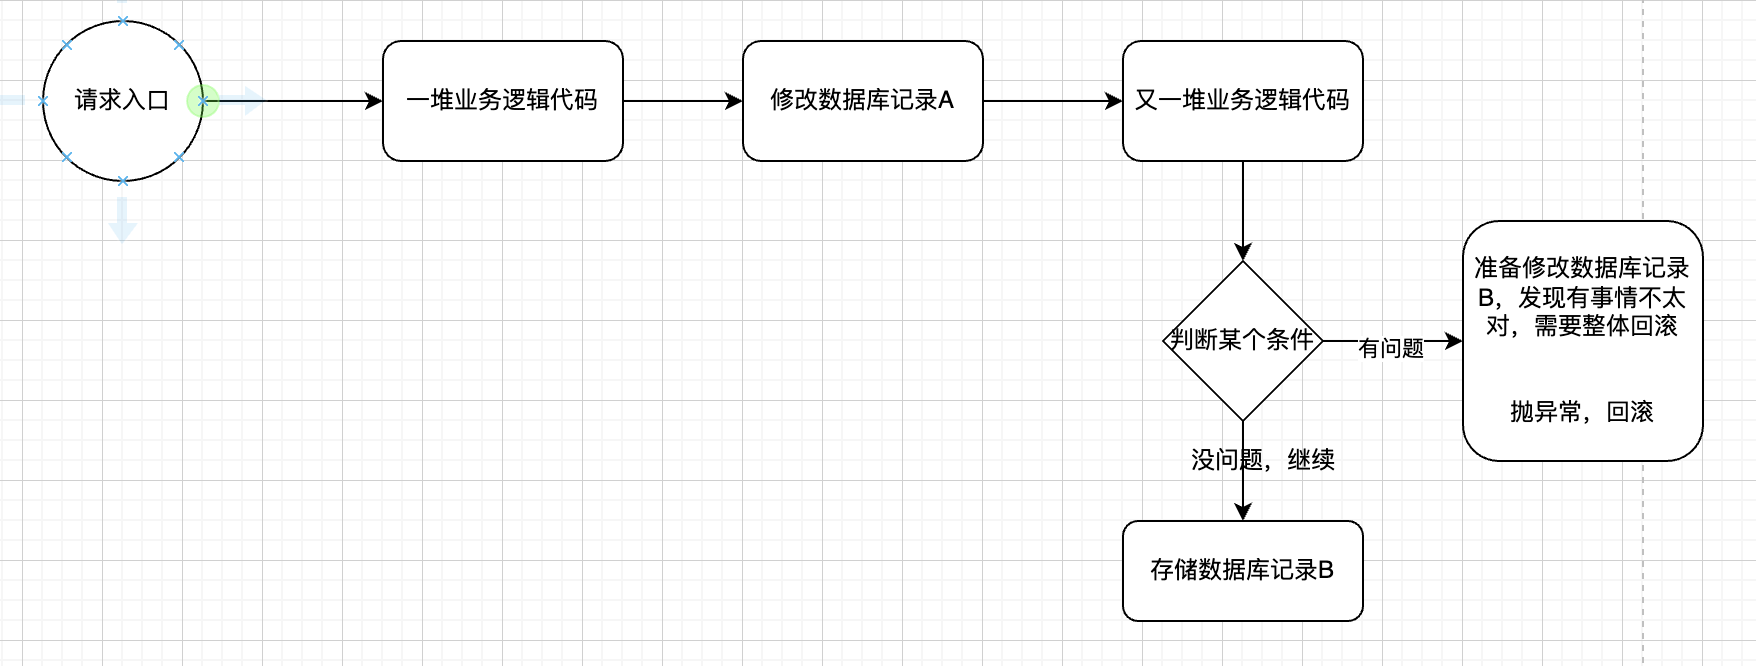 请求入口
一堆业务逻辑代码
修改数据库记录A
又一堆业务逻辑代码
判断某个条件
有问题
准备修改数据库记录
B，发现有事情不太
对，需要整体回滚
抛异常，回滚
没问题，继续
存储数据库记录B